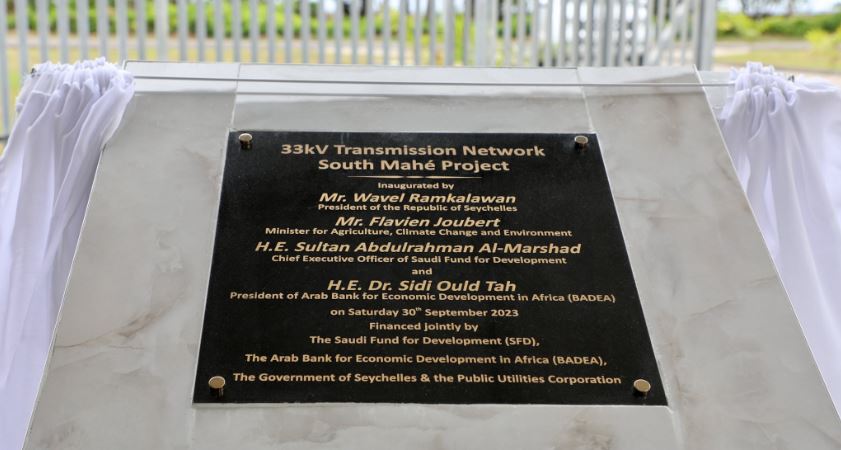 33kV Transmission Network
South Mahé Project
Inaugurated by
Mr. Wavel Ramkalawan
President of the Republic of Seychelles
Mr. Flavien Joubert
Minister for Agriculture, Climate Change and Environment
H.E. Sultan Abdulrahman Al-Marshad
Chief Executive Officer of Saudi Fund for Development
and
H.E. Dr. Sidi Ould Tah
President of Arab Bank for Economic Development in Africa (BADEA)
on Saturday 30th September 2023
Financed jointly by
The Saudi Fund for Development (SFD),
The Arab Bank for Economic Development in Africa (BADEA),
The Government of Seychelles & the Public Utilities Corporation